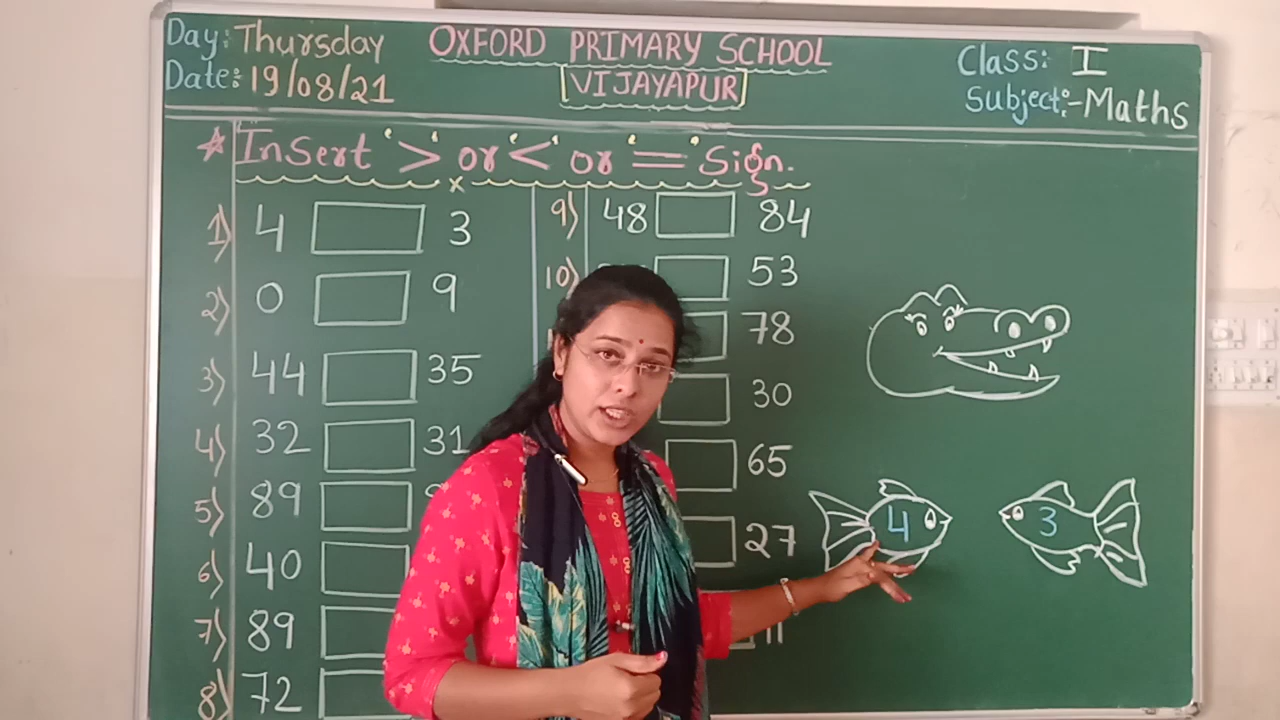 Day: Thursday
Date: 19/08/21
OXFORD PRIMARY SCHOOL
VIJAYAPUR
Class: I
Subject:- Maths
Insert '>' or '<' or '=' Sign.
1) 4 3
2) 0 9
3) 44 35
4) 32 31
5) 89
6) 40
7) 89
8) 72
9) 48 84
10) 53
78
30
65
27
4
3